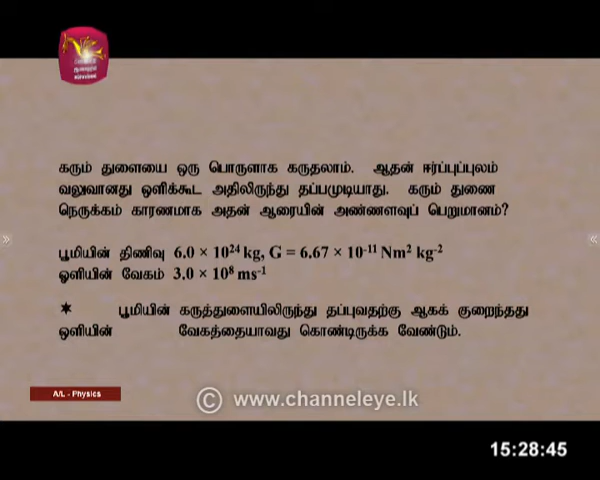 கரும் துளையை ஒரு பொருளாக கருதலாம். ஆதன் ஈர்ப்புப்புலம்
வலுவானது ஒளிக்கூட அதிலிருந்து தப்பமுடியாது. கரும் துணை
நெருக்கம் காரணமாக அதன் ஆரையின் அண்ணளவுப் பெறுமானம்?
பூமியின் திணிவு 6.0 × 10²⁴ kg, G = 6.67 × 10⁻¹¹ Nm² kg⁻²
ஒளியின் வேகம் 3.0 × 10⁸ ms⁻¹
✶ பூமியின் கருத்துளையிலிருந்து தப்புவதற்கு ஆகக் குறைந்தது
ஒளியின் வேகத்தையாவது கொண்டிருக்க வேண்டும்.
A/L - Physics
© www.channeleye.lk
15:28:45